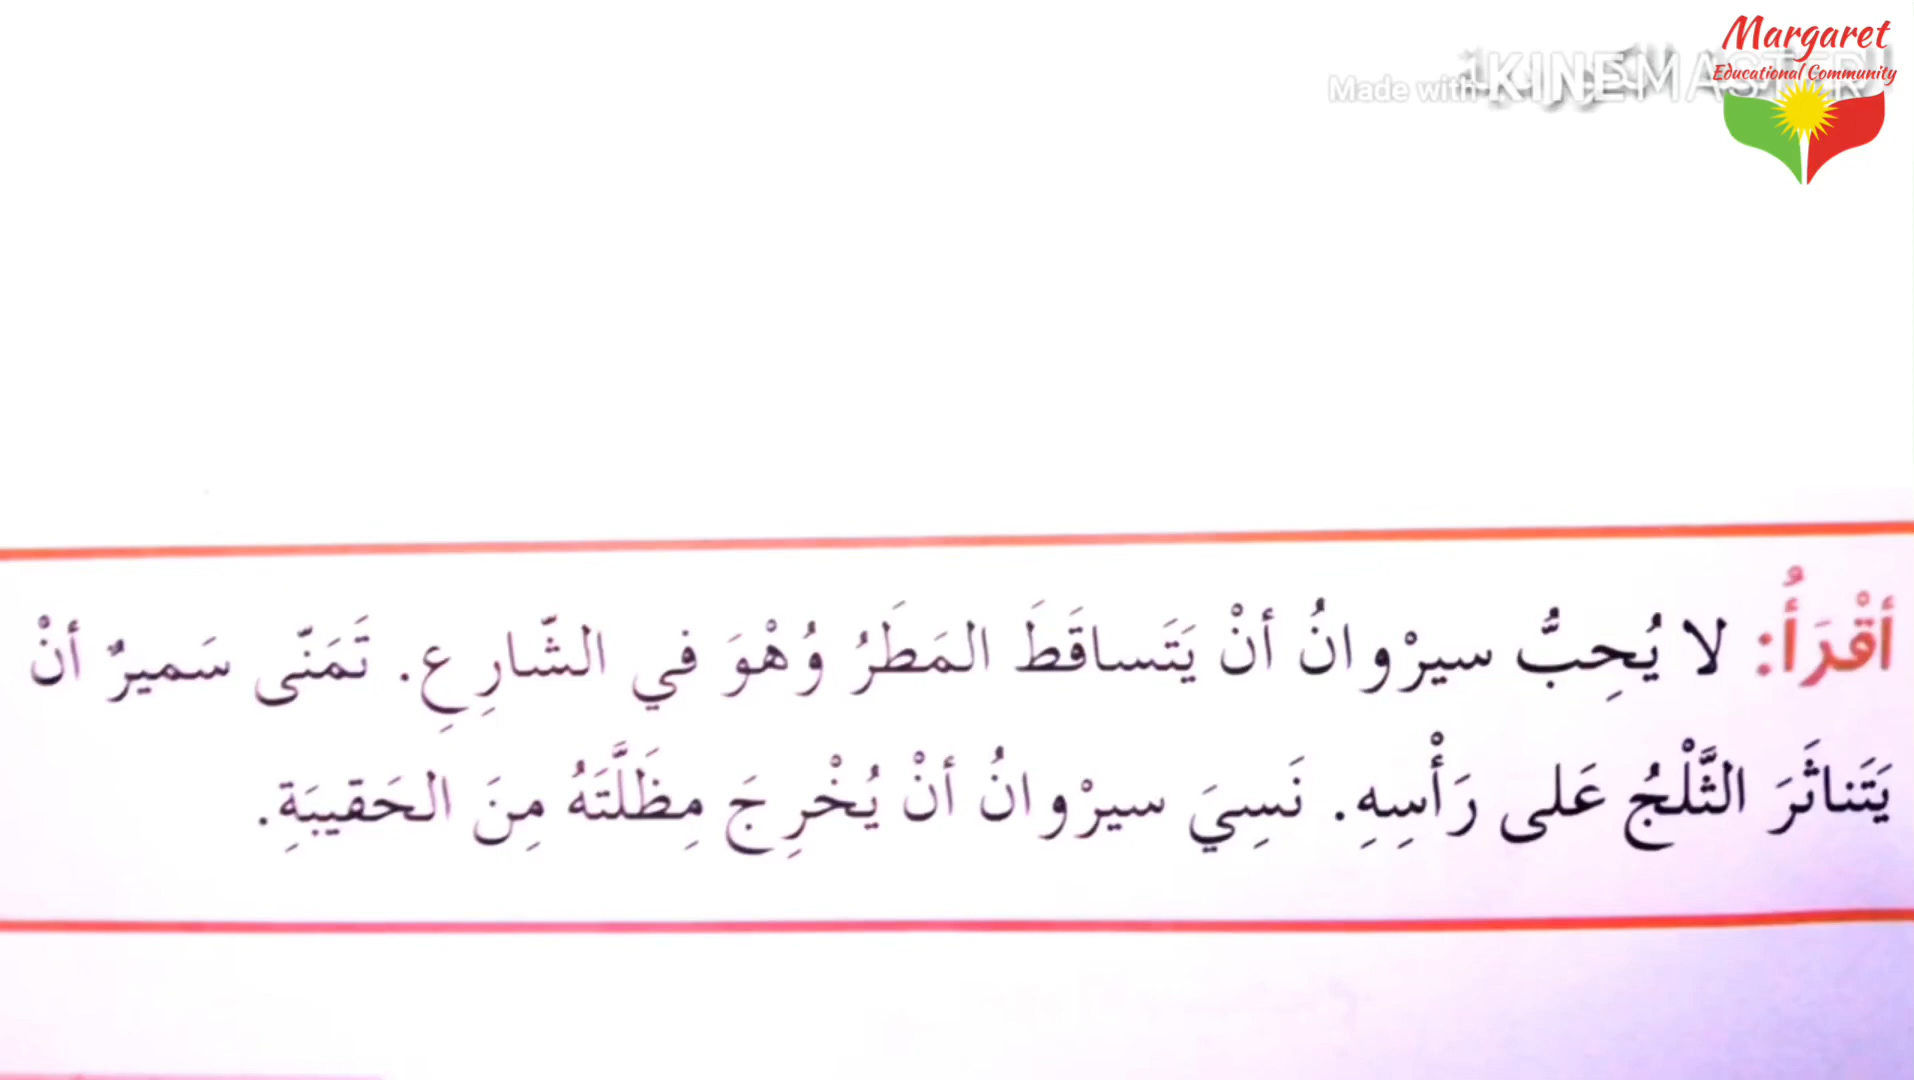 Margaret
Educational Community
Made with KINEMASTER
أقْرَأُ: لا يُحِبُّ سيرْوانُ أنْ يَتَساقَطَ المَطَرُ وُهْوَ في الشّارِعِ. تَمَنّى سَميرٌ أنْ
يَتَناثَرَ الثَّلْجُ عَلى رَأْسِهِ. نَسِيَ سيرْوانُ أنْ يُخْرِجَ مِظَلَّتَهُ مِنَ الحَقيبَةِ.